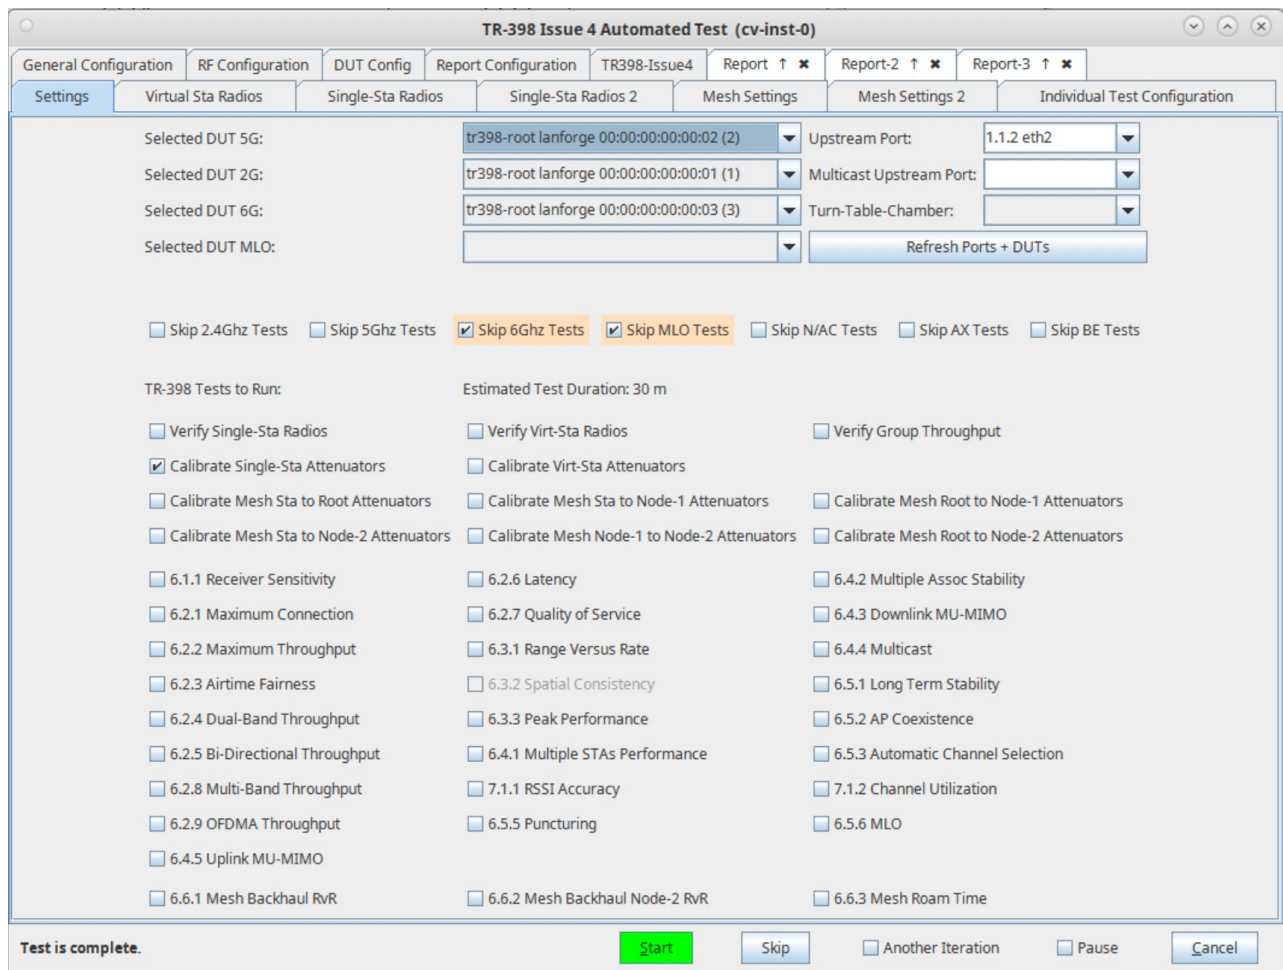 TR-398 Issue 4 Automated Test (cv-inst-0)
General Configuration RF Configuration DUT Config Report Configuration TR398-Issue4 Report ↑ ✖ Report-2 ↑ ✖ Report-3 ↑ ✖
Settings Virtual Sta Radios Single-Sta Radios Single-Sta Radios 2 Mesh Settings Mesh Settings 2 Individual Test Configuration
Selected DUT 5G: tr398-root lanforge 00:00:00:00:00:02 (2) Upstream Port: 1.1.2 eth2
Selected DUT 2G: tr398-root lanforge 00:00:00:00:00:01 (1) Multicast Upstream Port:
Selected DUT 6G: tr398-root lanforge 00:00:00:00:00:03 (3) Turn-Table-Chamber:
Selected DUT MLO: Refresh Ports + DUTs
Skip 2.4Ghz Tests Skip 5Ghz Tests Skip 6Ghz Tests Skip MLO Tests Skip N/AC Tests Skip AX Tests Skip BE Tests
TR-398 Tests to Run: Estimated Test Duration: 30 m
Verify Single-Sta Radios Verify Virt-Sta Radios Verify Group Throughput
Calibrate Single-Sta Attenuators Calibrate Virt-Sta Attenuators
Calibrate Mesh Sta to Root Attenuators Calibrate Mesh Sta to Node-1 Attenuators Calibrate Mesh Root to Node-1 Attenuators
Calibrate Mesh Sta to Node-2 Attenuators Calibrate Mesh Node-1 to Node-2 Attenuators Calibrate Mesh Root to Node-2 Attenuators
6.1.1 Receiver Sensitivity 6.2.6 Latency 6.4.2 Multiple Assoc Stability
6.2.1 Maximum Connection 6.2.7 Quality of Service 6.4.3 Downlink MU-MIMO
6.2.2 Maximum Throughput 6.3.1 Range Versus Rate 6.4.4 Multicast
6.2.3 Airtime Fairness 6.3.2 Spatial Consistency 6.5.1 Long Term Stability
6.2.4 Dual-Band Throughput 6.3.3 Peak Performance 6.5.2 AP Coexistence
6.2.5 Bi-Directional Throughput 6.4.1 Multiple STAs Performance 6.5.3 Automatic Channel Selection
6.2.8 Multi-Band Throughput 7.1.1 RSSI Accuracy 7.1.2 Channel Utilization
6.2.9 OFDMA Throughput 6.5.5 Puncturing 6.5.6 MLO
6.4.5 Uplink MU-MIMO
6.6.1 Mesh Backhaul RvR 6.6.2 Mesh Backhaul Node-2 RvR 6.6.3 Mesh Roam Time
Test is complete. Start Skip Another Iteration Pause Cancel